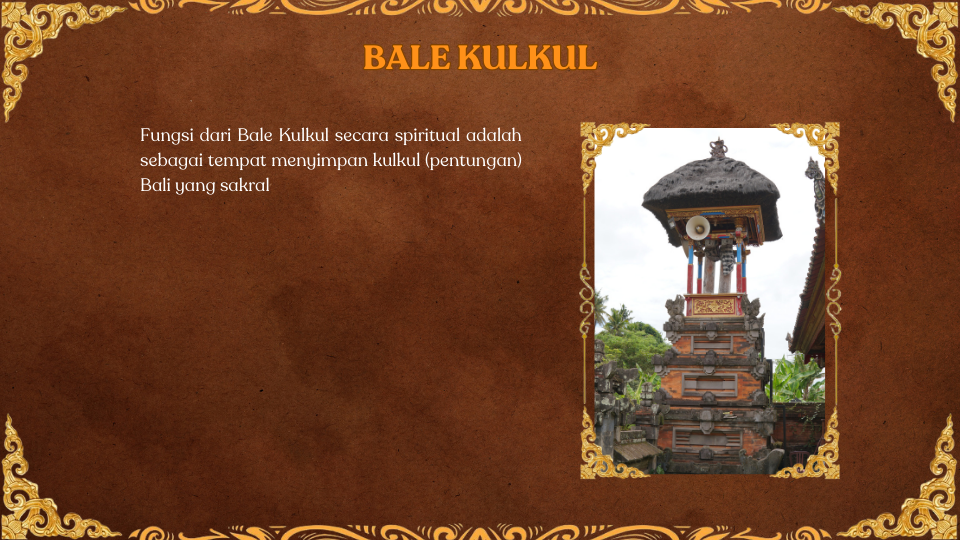 BALE KULKUL
Fungsi dari Bale Kulkul secara spiritual adalah
sebagai tempat menyimpan kulkul (pentungan)
Bali yang sakral